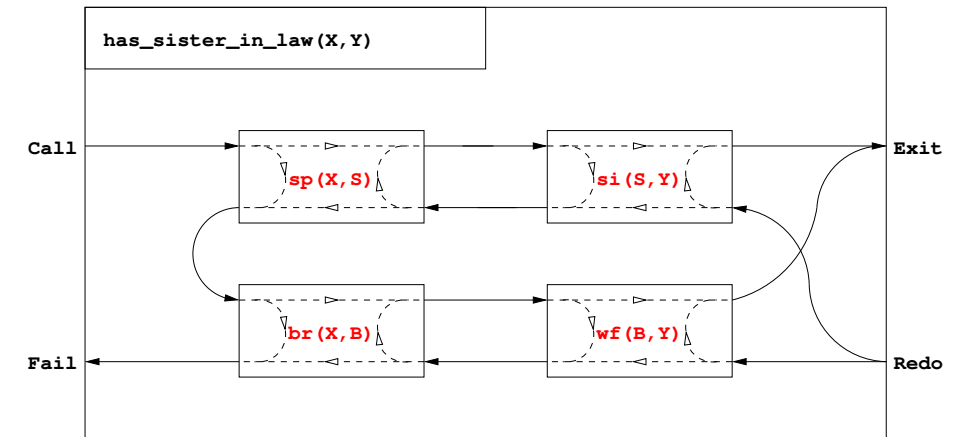 has_sister_in_law(X,Y)
Call
sp(X,S)
si(S,Y)
Exit
br(X,B)
wf(B,Y)
Fail
Redo